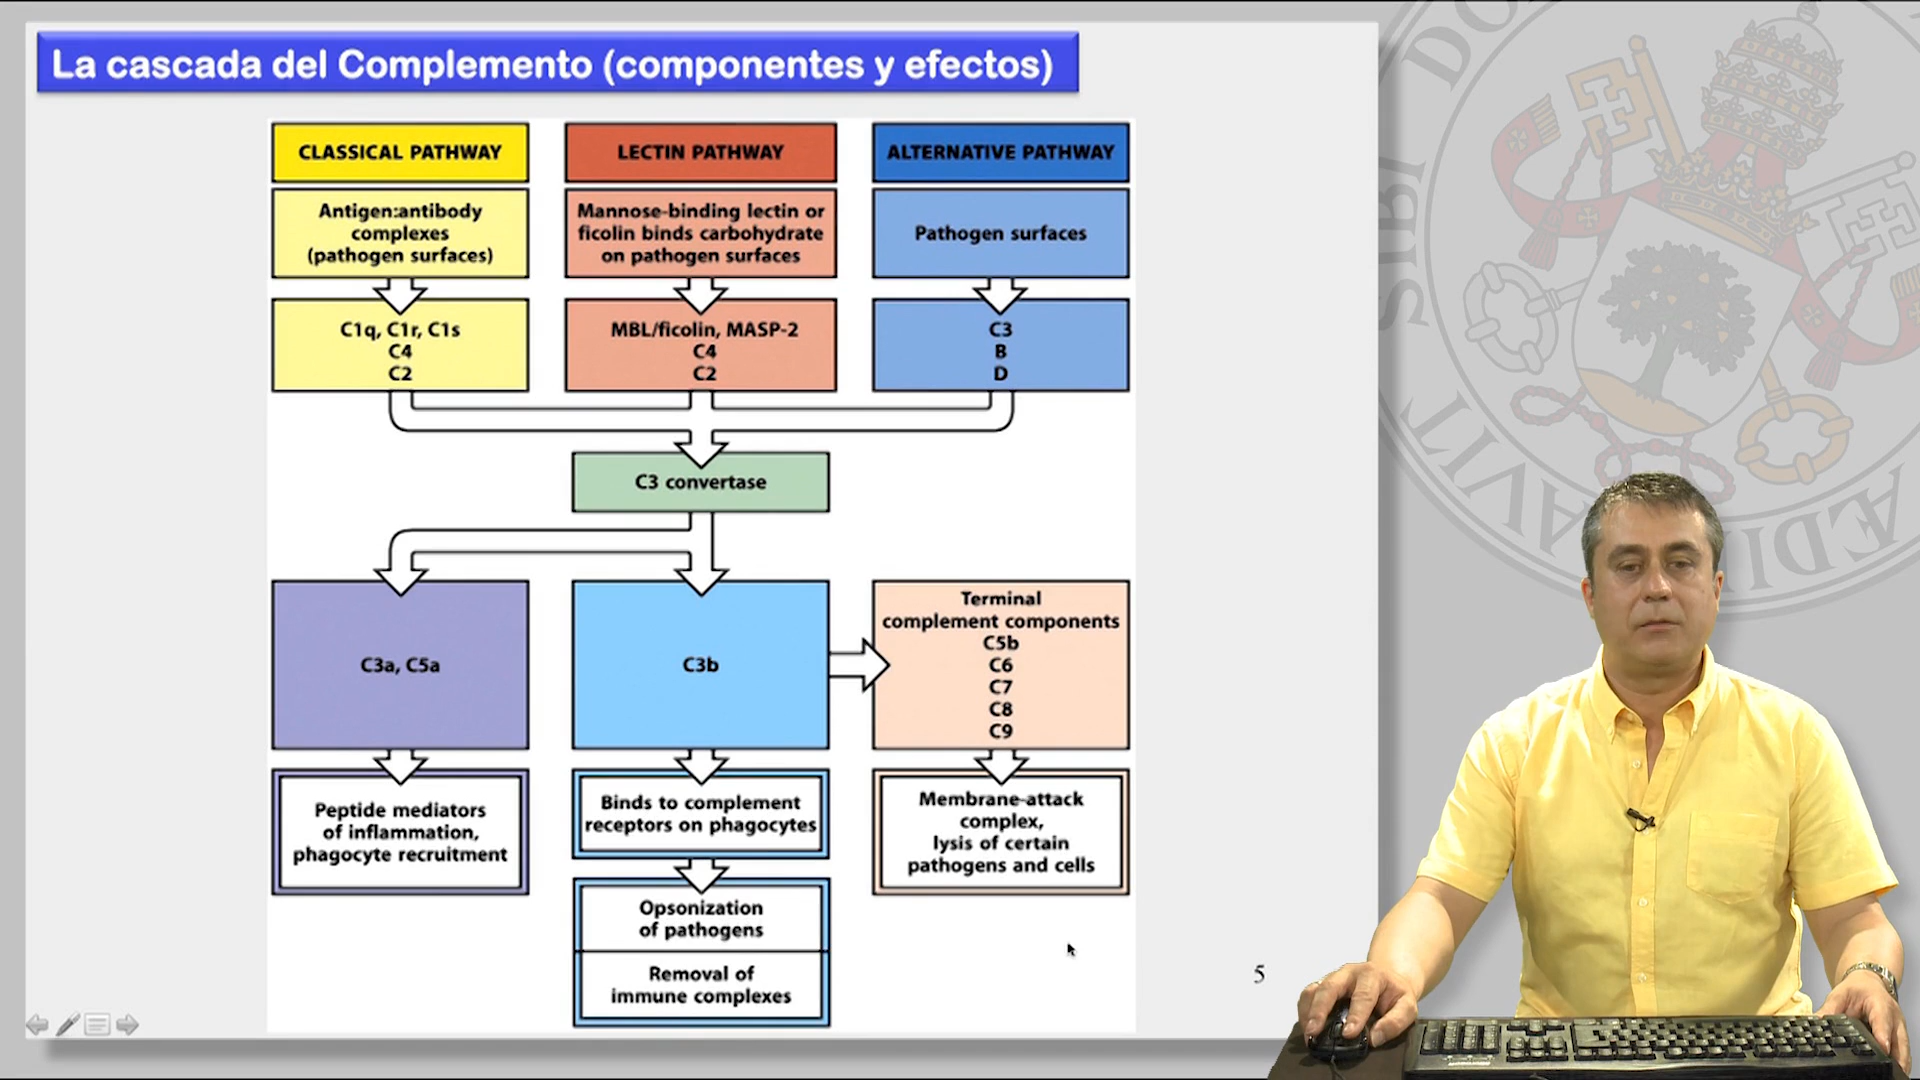 La cascada del Complemento (componentes y efectos)
CLASSICAL PATHWAY
LECTIN PATHWAY
ALTERNATIVE PATHWAY
Antigen:antibody
complexes
(pathogen surfaces)
Mannose-binding lectin or
ficolin binds carbohydrate
on pathogen surfaces
Pathogen surfaces
C1q, C1r, C1s
C4
C2
MBL/ficolin, MASP-2
C4
C2
C3
B
D
C3 convertase
C3a, C5a
C3b
Terminal
complement components
C5b
C6
C7
C8
C9
Peptide mediators
of inflammation,
phagocyte recruitment
Binds to complement
receptors on phagocytes
Membrane-attack
complex,
lysis of certain
pathogens and cells
Opsonization
of pathogens
Removal of
immune complexes
5
SIBI